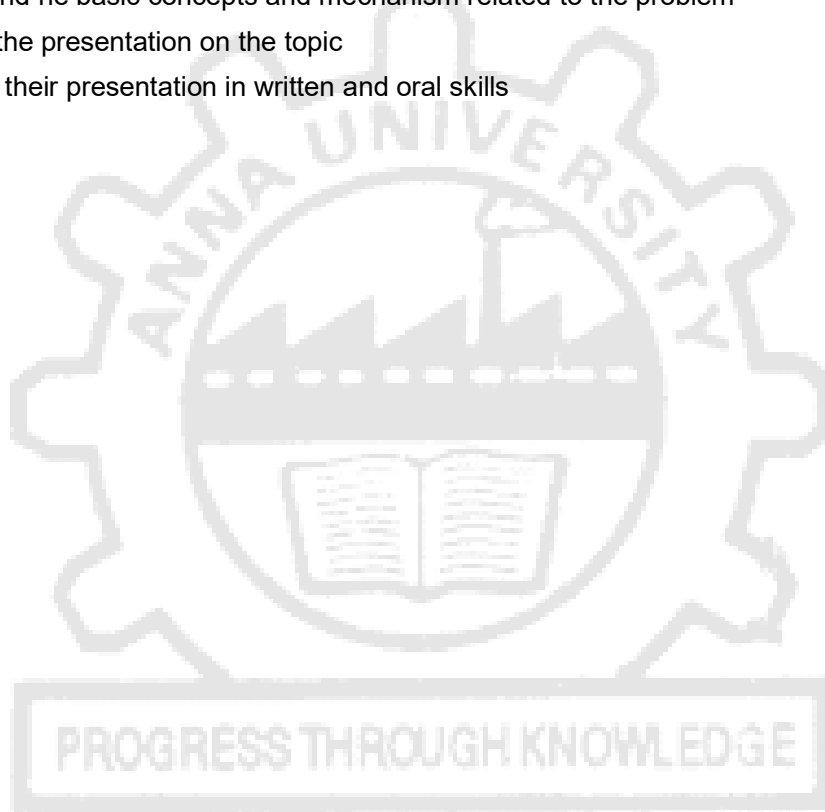 nd he basic concepts and mechanism related to the problem
the presentation on the topic
their presentation in written and oral skills
ANNA UNIVERSITY
PROGRESS THROUGH KNOWLEDGE